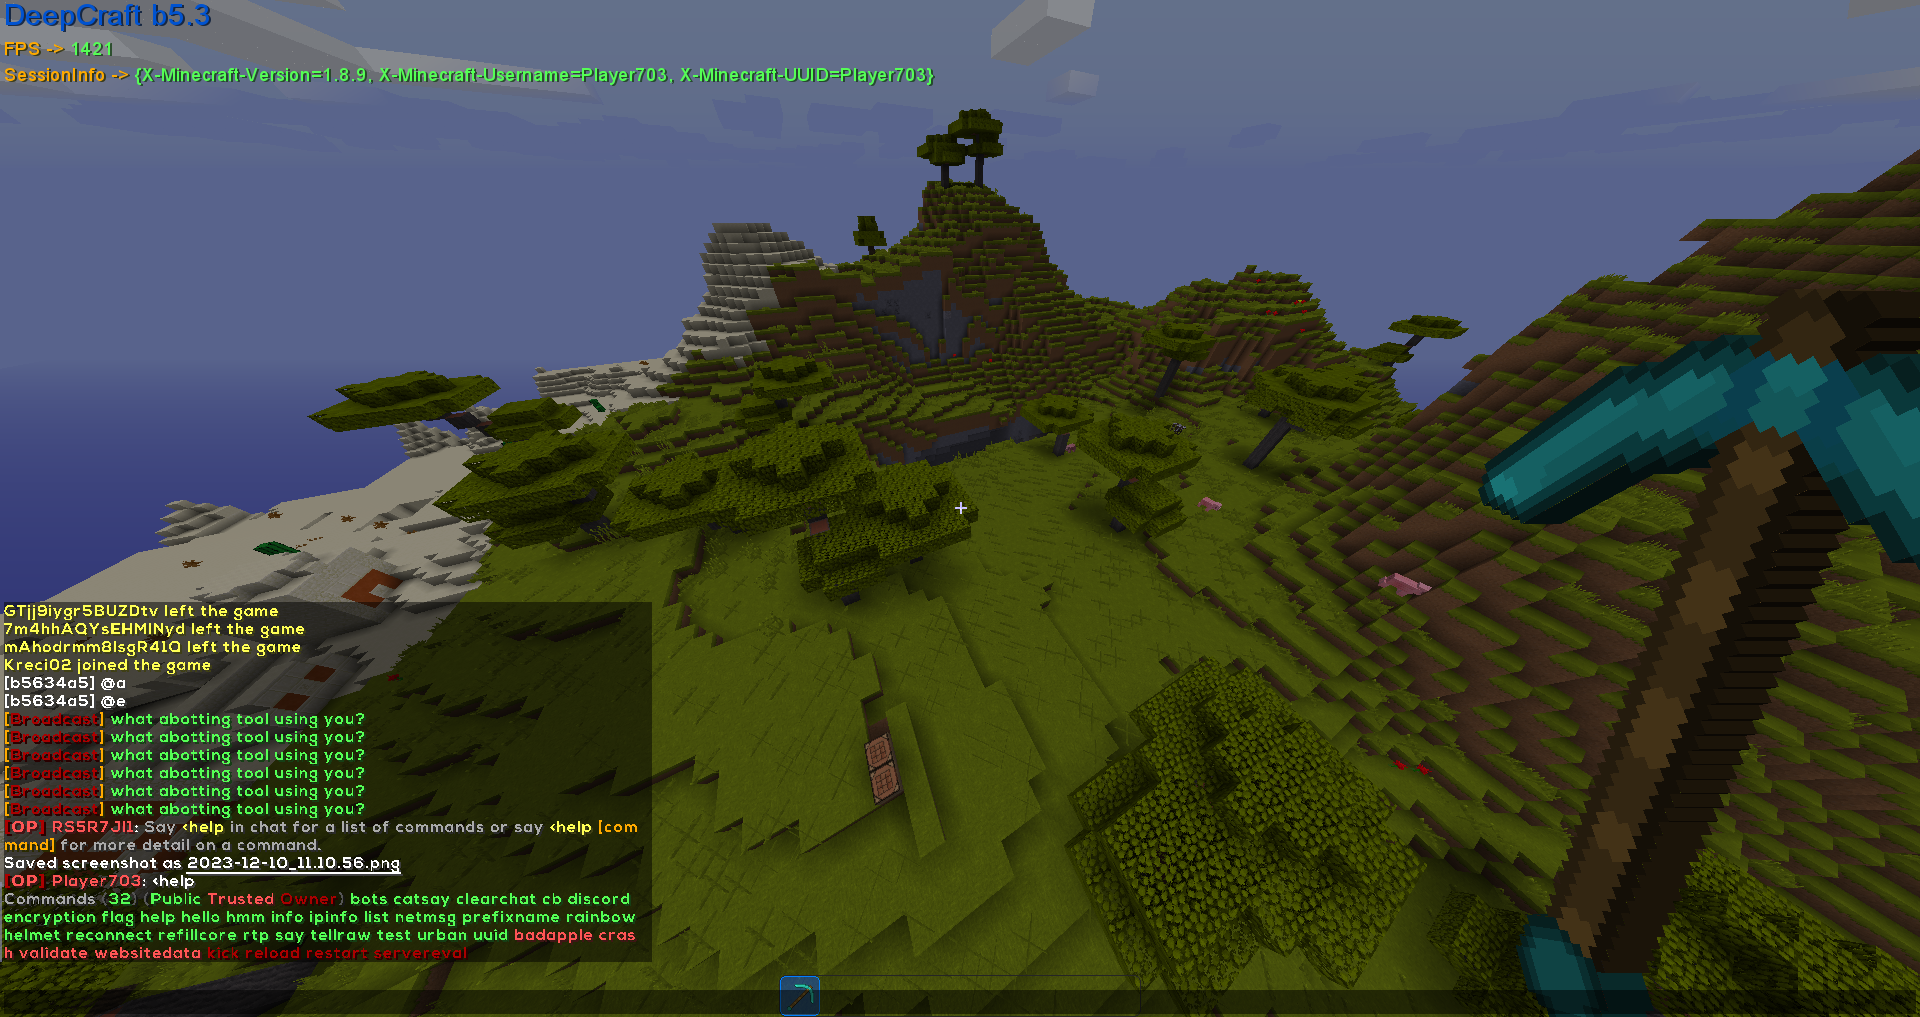 DeepCraft b5.3
FPS -> 1421
SessionInfo -> {X-Minecraft-Version=1.8.9, X-Minecraft-Username=Player703, X-Minecraft-UUID=Player703}
GTjj9iygr5BUZDtv left the game
7m4hhAQYsEHMINyd left the game
mAhodrmm8lsgR41Q left the game
Kreci02 joined the game
[b5634a5] @a
[b5634a5] @e
[Broadcast] what abotting tool using you?
[Broadcast] what abotting tool using you?
[Broadcast] what abotting tool using you?
[Broadcast] what abotting tool using you?
[Broadcast] what abotting tool using you?
[Broadcast] what abotting tool using you?
[OP] RS5R7JI1: Say <help in chat for a list of commands or say <help [com
mand] for more detail on a command.
Saved screenshot as 2023-12-10_11.10.56.png
[OP] Player703: <help
Commands (32) (Public Trusted Owner) bots catsay clearchat cb discord
encryption flag help hello hmm info ipinfo list netmsg prefixname rainbow
helmet reconnect refillcore rtp say tellraw test urban uuid badapple cras
h validate websitedata kick reload restart servereval